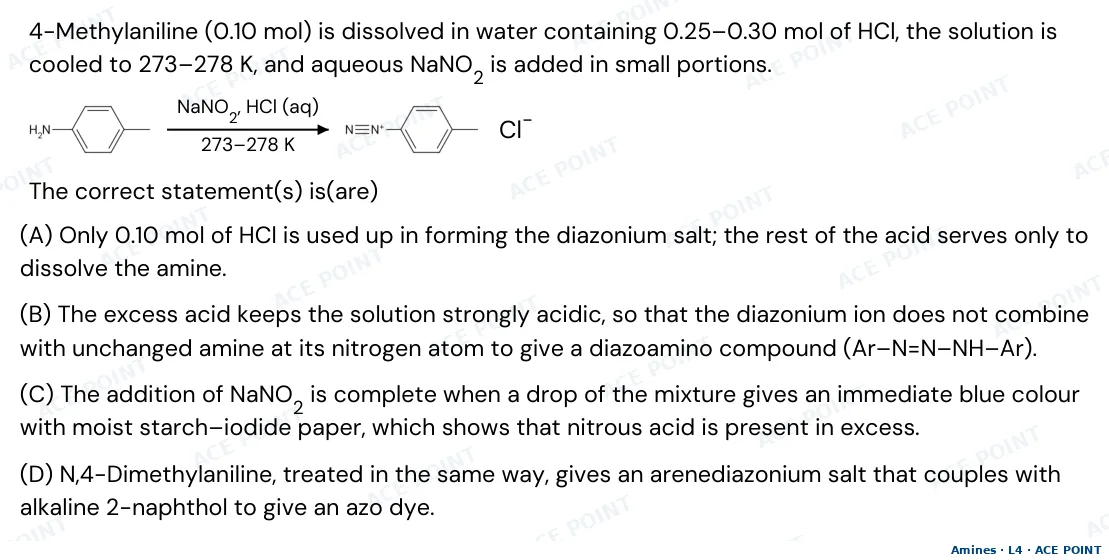 4-Methylaniline (0.10 mol) is dissolved in water containing 0.25–0.30 mol of HCl, the solution is
cooled to 273–278 K, and aqueous NaNO₂ is added in small portions.
H₂N
NaNO₂, HCl (aq)
273–278 K
N≡N⁺
Cl⁻
The correct statement(s) is(are)
(A) Only 0.10 mol of HCl is used up in forming the diazonium salt; the rest of the acid serves only to
dissolve the amine.
(B) The excess acid keeps the solution strongly acidic, so that the diazonium ion does not combine
with unchanged amine at its nitrogen atom to give a diazoamino compound (Ar–N=N–NH–Ar).
(C) The addition of NaNO₂ is complete when a drop of the mixture gives an immediate blue colour
with moist starch–iodide paper, which shows that nitrous acid is present in excess.
(D) N,4-Dimethylaniline, treated in the same way, gives an arenediazonium salt that couples with
alkaline 2-naphthol to give an azo dye.
Amines · L4 · ACE POINT